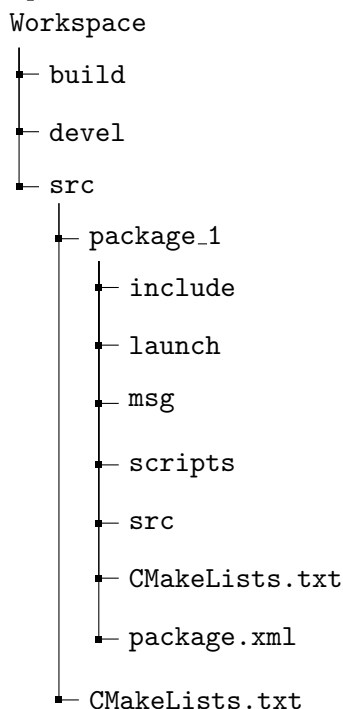 Workspace
build
devel
src
package_1
include
launch
msg
scripts
src
CMakeLists.txt
package.xml
CMakeLists.txt